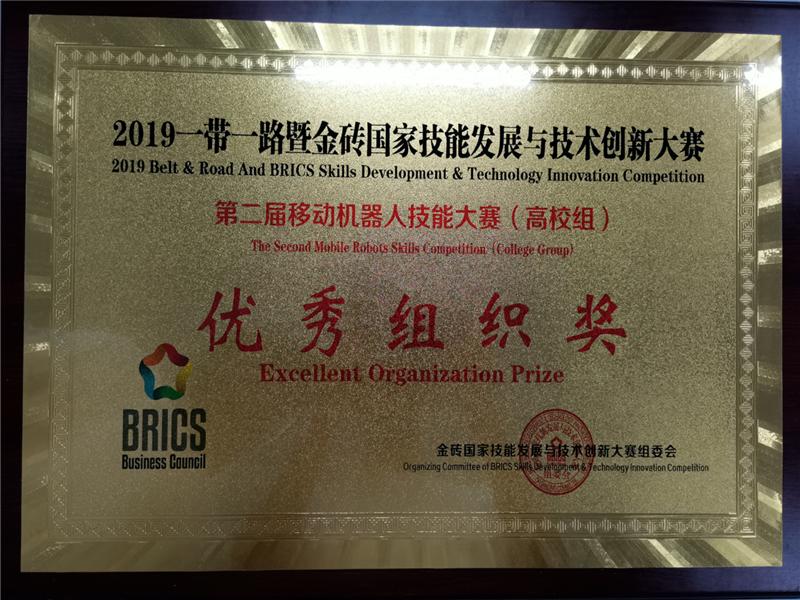 2019一带一路暨金砖国家技能发展与技术创新大赛
2019 Belt & Road And BRICS Skills Development & Technology Innovation Competition
第二届移动机器人技能大赛（高校组）
The Second Mobile Robots Skills Competition (College Group)
优秀组织奖
Excellent Organization Prize
BRICS
Business Council
金砖国家技能发展与技术创新大赛组委会
Organizing Committee of BRICS Skills Development & Technology Innovation Competition